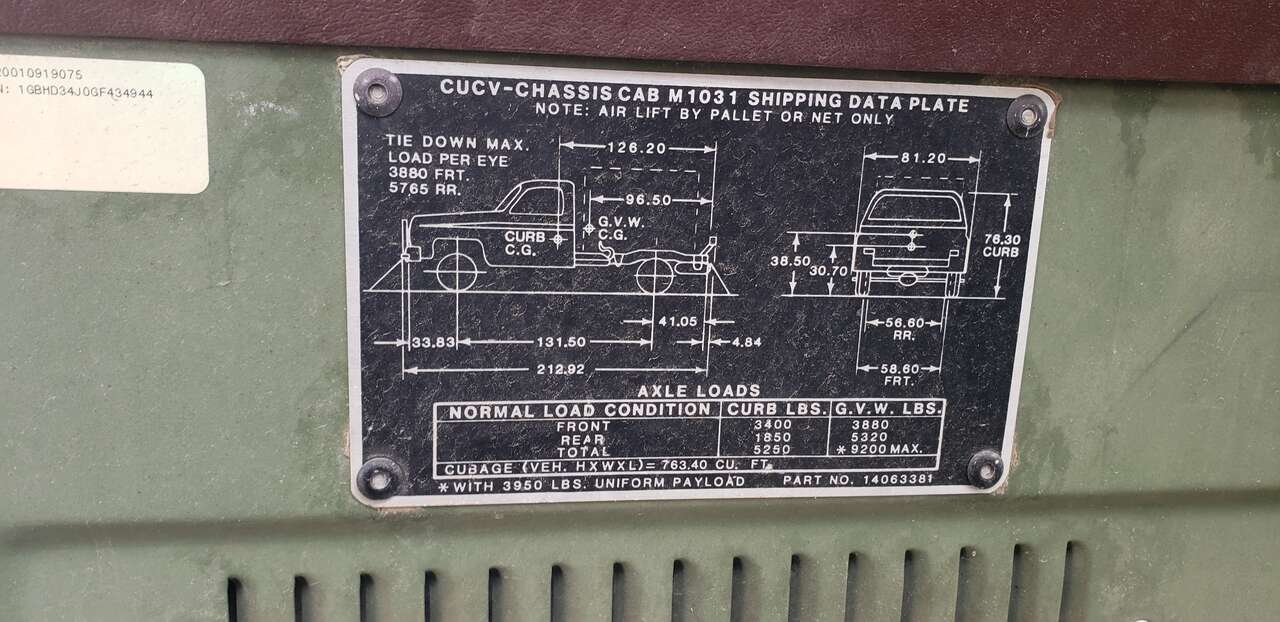 20010919075
N: 1GBHD34J0GF434944
CUCV-CHASSIS CAB M1031 SHIPPING DATA PLATE
NOTE: AIR LIFT BY PALLET OR NET ONLY
TIE DOWN MAX.
LOAD PER EYE
3880 FRT.
5765 RR.
126.20
96.50
G.V.W.
C.G.
CURB
C.G.
41.05
33.83
131.50
4.84
212.92
81.20
76.30
CURB
38.50
30.70
56.60
RR.
58.60
FRT.
AXLE LOADS
NORMAL LOAD CONDITION CURB LBS. G.V.W. LBS.
FRONT 3400 3880
REAR 1850 5320
TOTAL 5250 * 9200 MAX.
CUBAGE (VEH. HXWXL)= 763.40 CU. FT.
* WITH 3950 LBS. UNIFORM PAYLOAD PART NO. 14063381